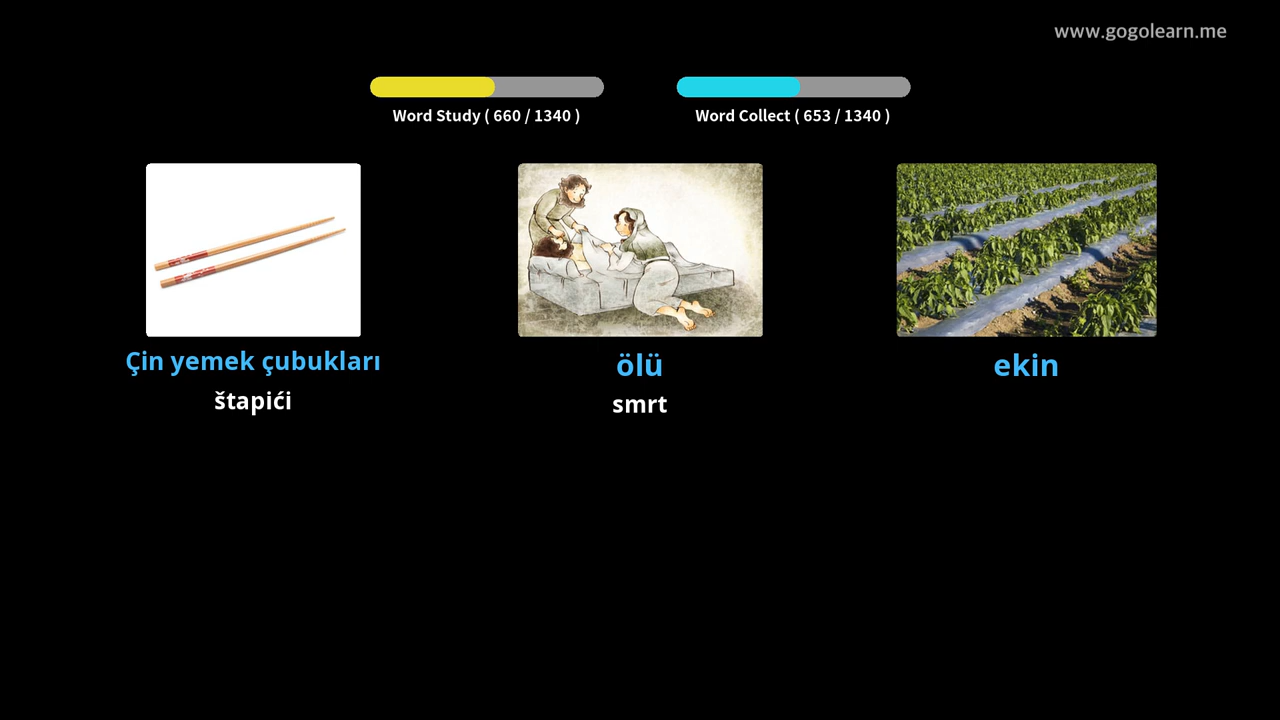 www.gogolearn.me
Word Study ( 660 / 1340 )
Word Collect ( 653 / 1340 )
Çin yemek çubukları
štapići
ölü
smrt
ekin